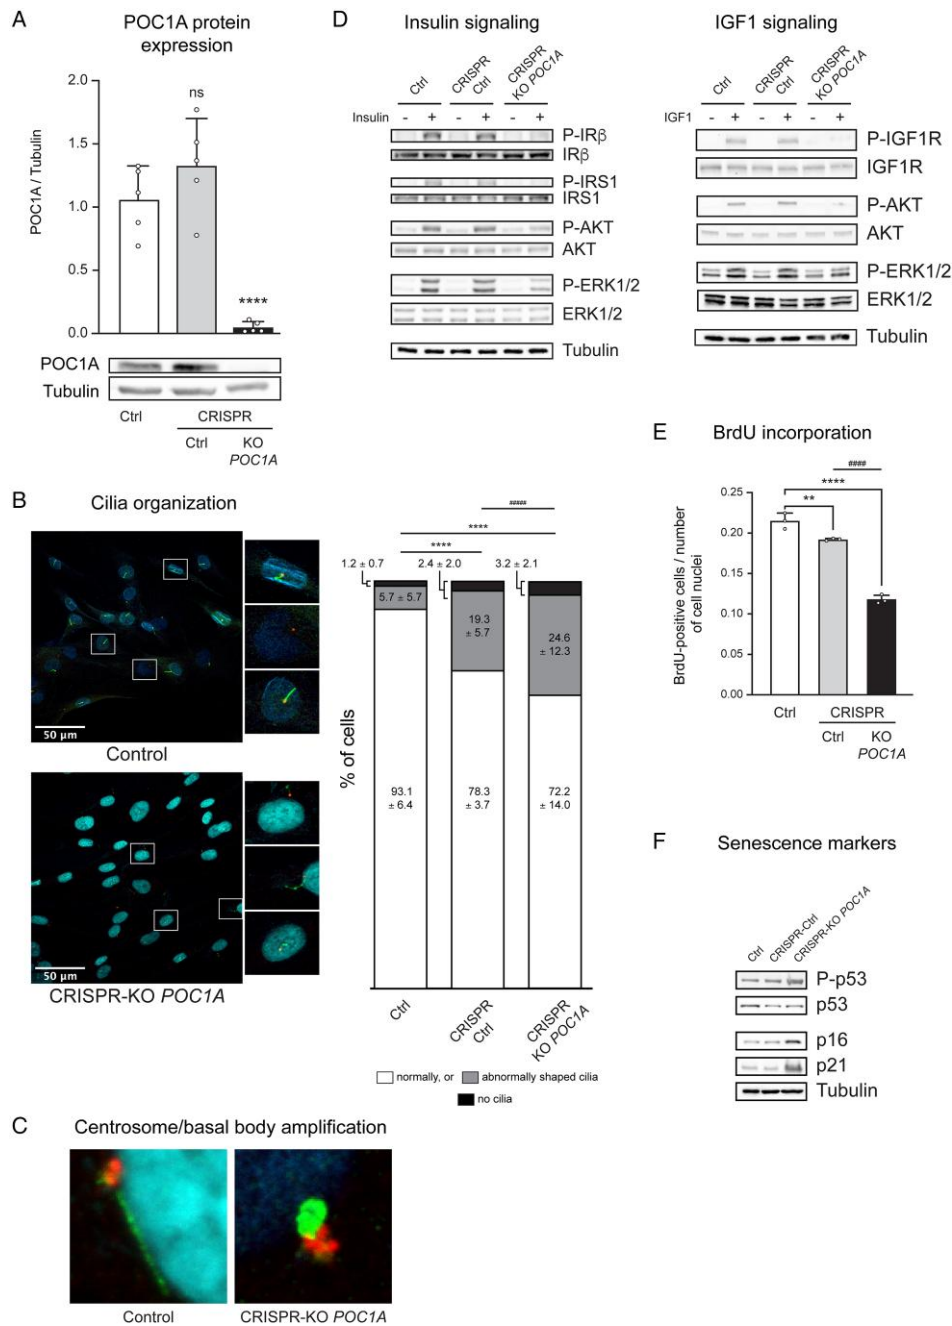 A
POC1A protein
expression
POC1A / Tubulin
2.0
1.5
1.0
0.5
0.0
ns
****
POC1A
Tubulin
Ctrl
CRISPR
Ctrl
KO
POC1A
B
Cilia organization
50 µm
Control
50 µm
CRISPR-KO POC1A
% of cells
####
****
****
1.2 ± 0.7
2.4 ± 2.0
3.2 ± 2.1
5.7 ± 5.7
19.3
± 5.7
24.6
± 12.3
93.1
± 6.4
78.3
± 3.7
72.2
± 14.0
Ctrl
CRISPR
Ctrl
CRISPR
KO POC1A
normally, or
abnormally shaped cilia
no cilia
C
Centrosome/basal body amplification
Control
CRISPR-KO POC1A
D
Insulin signaling
Ctrl
CRISPR
Ctrl
CRISPR
KO POC1A
Insulin - + - + - +
P-IRβ
IRβ
P-IRS1
IRS1
P-AKT
AKT
P-ERK1/2
ERK1/2
Tubulin
IGF1 signaling
Ctrl
CRISPR
Ctrl
CRISPR
KO POC1A
IGF1 - + - + - +
P-IGF1R
IGF1R
P-AKT
AKT
P-ERK1/2
ERK1/2
Tubulin
E
BrdU incorporation
BrdU-positive cells / number
of cell nuclei
0.25
0.20
0.15
0.10
0.05
0.00
####
****
**
Ctrl
CRISPR
Ctrl
KO
POC1A
F
Senescence markers
Ctrl
CRISPR-Ctrl
CRISPR-KO POC1A
P-p53
p53
p16
p21
Tubulin